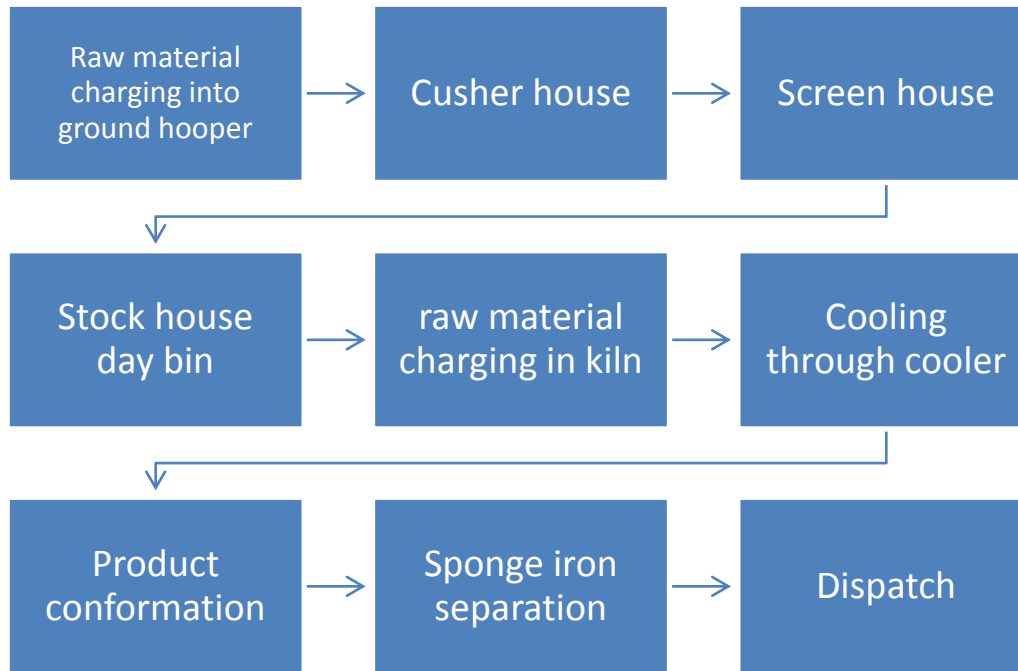 Raw material
charging into
ground hooper
Cusher house
Screen house
Stock house
day bin
raw material
charging in kiln
Cooling
through cooler
Product
conformation
Sponge iron
separation
Dispatch